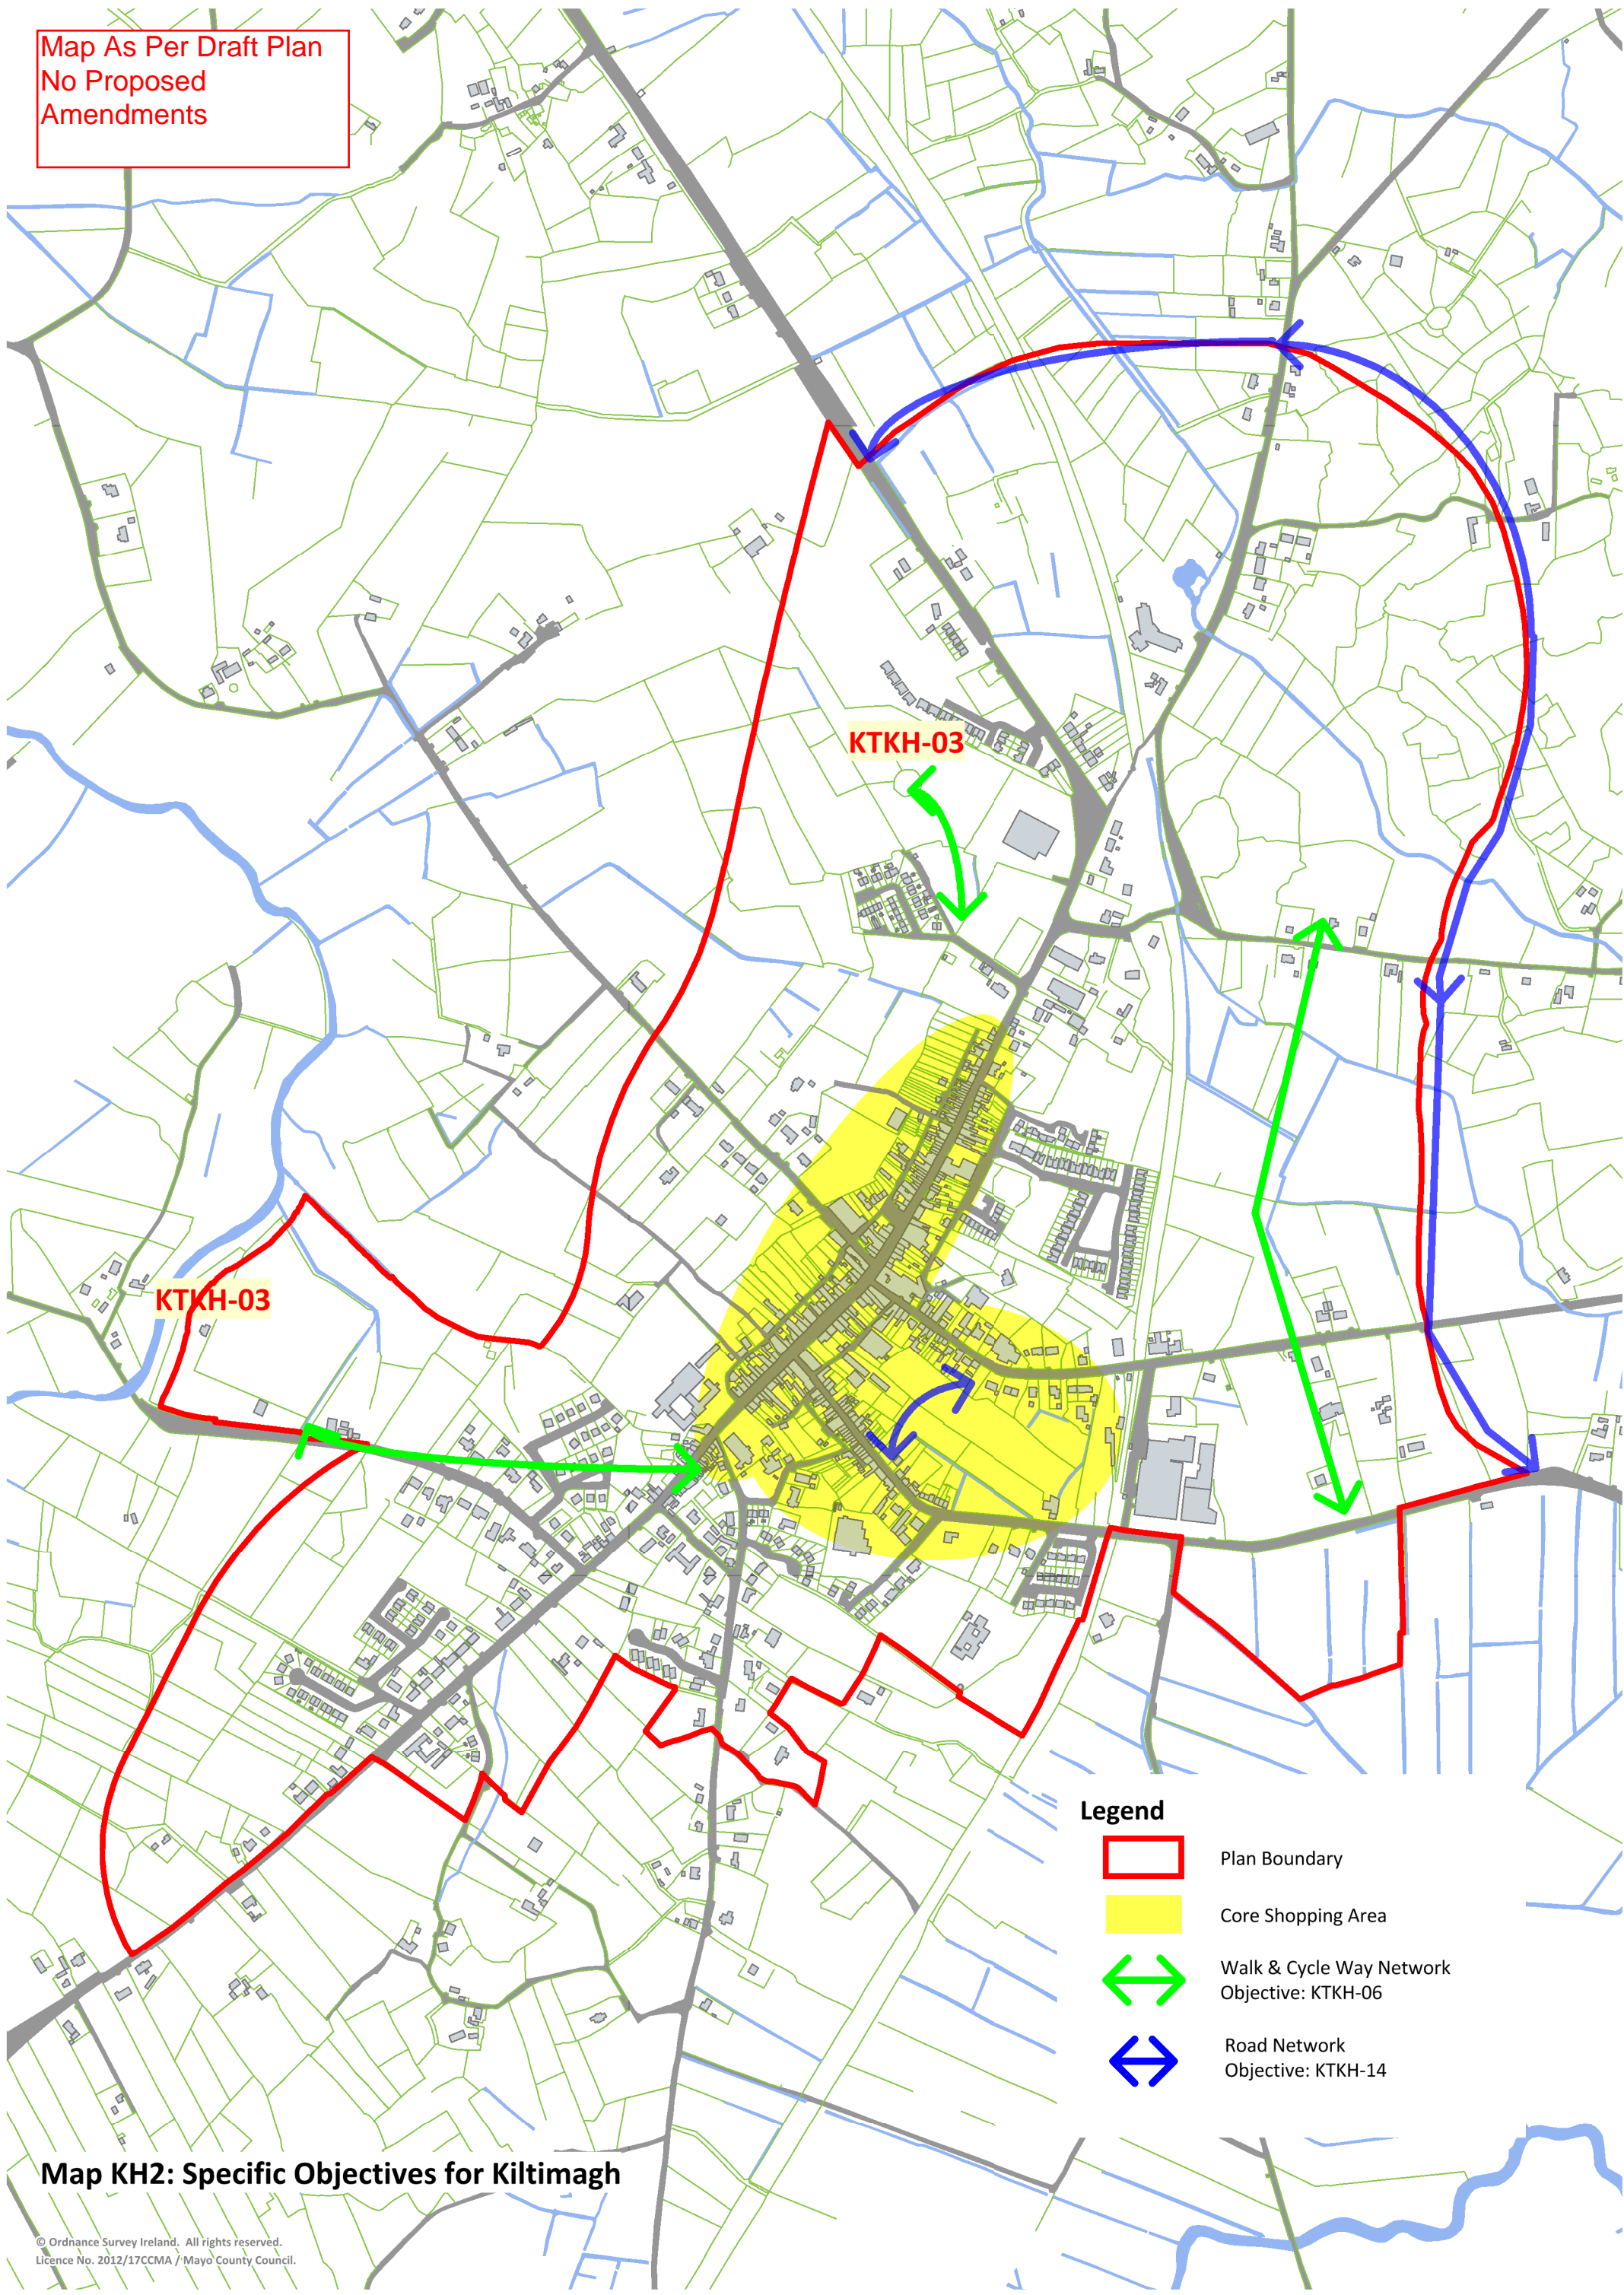 Map As Per Draft Plan
No Proposed
Amendments
KTKH-03
KTKH-03
Legend
Plan Boundary
Core Shopping Area
Walk & Cycle Way Network
Objective: KTKH-06
Road Network
Objective: KTKH-14
Map KH2: Specific Objectives for Kiltimagh
© Ordnance Survey Ireland. All rights reserved.
Licence No. 2012/17CCMA / Mayo County Council.